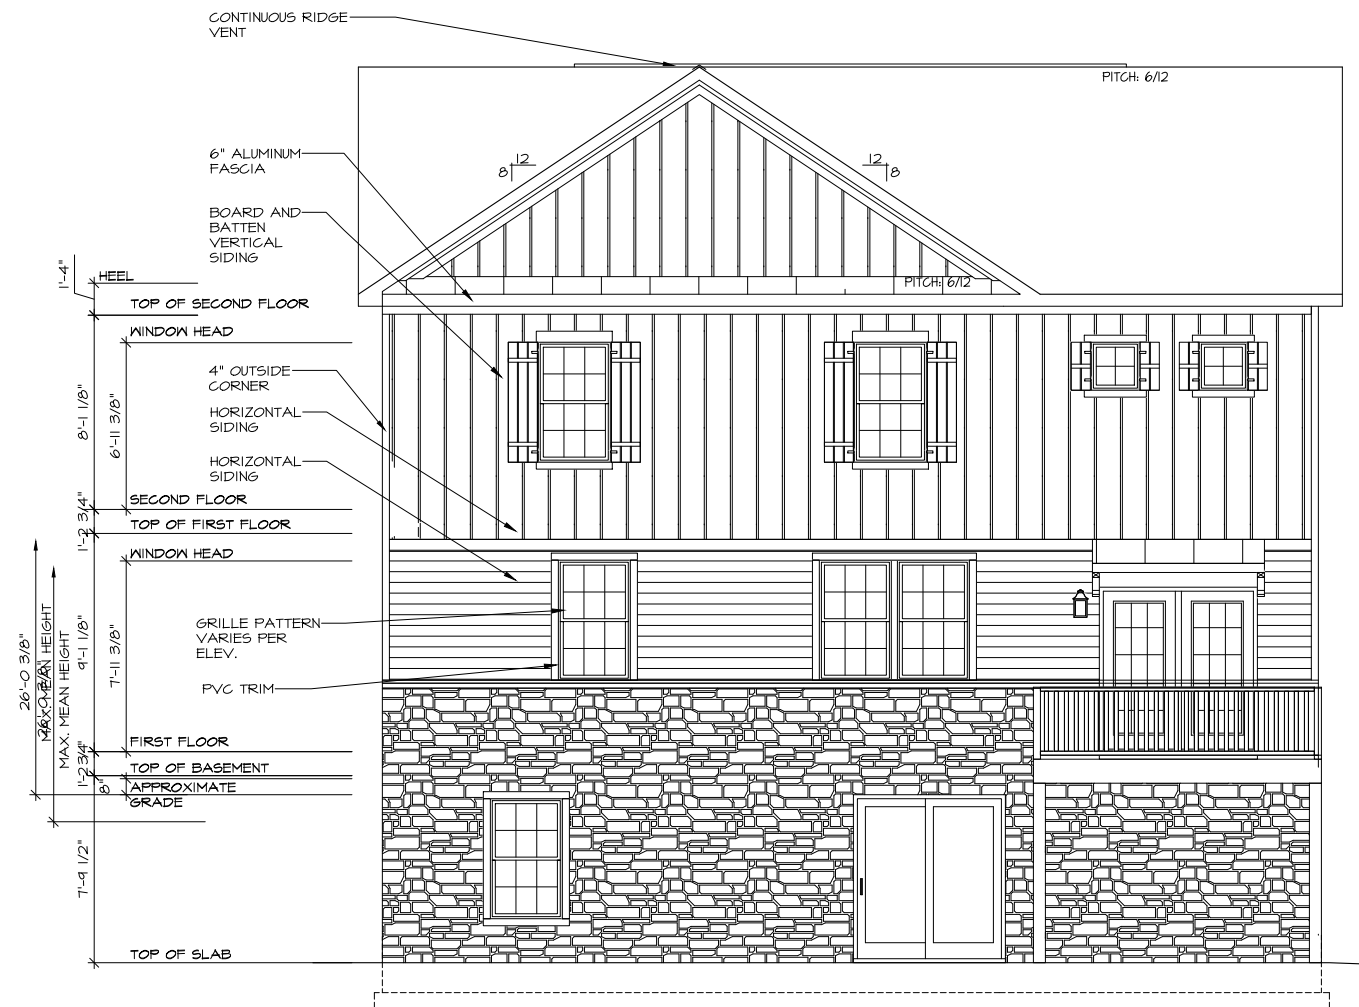 CONTINUOUS RIDGE
VENT
PITCH: 6/12
6" ALUMINUM
FASCIA
12
8
12
8
BOARD AND
BATTEN
VERTICAL
SIDING
1'-4"
HEEL
PITCH: 6/12
TOP OF SECOND FLOOR
WINDOW HEAD
4" OUTSIDE
CORNER
8'-1 1/8"
6'-11 3/8"
HORIZONTAL
SIDING
HORIZONTAL
SIDING
SECOND FLOOR
1'-2 3/4"
TOP OF FIRST FLOOR
WINDOW HEAD
GRILLE PATTERN
VARIES PER
ELEV.
9'-1 1/8"
7'-11 3/8"
26'-0 3/8"
MAX. MEAN HEIGHT
MAX. MEAN HEIGHT
PVC TRIM
FIRST FLOOR
1'-2 3/4"
TOP OF BASEMENT
8"
APPROXIMATE
GRADE
7'-9 1/2"
TOP OF SLAB